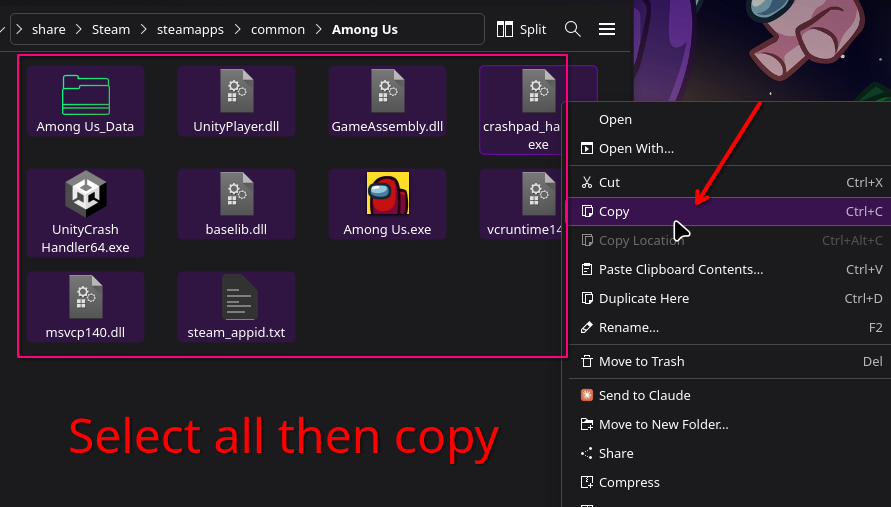 share > Steam > steamapps > common > Among Us
Split
Among Us_Data
UnityPlayer.dll
GameAssembly.dll
crashpad_ha
exe
UnityCrash
Handler64.exe
baselib.dll
Among Us.exe
vcruntime14
msvcp140.dll
steam_appid.txt
Select all then copy
Open
Open With...
Cut Ctrl+X
Copy Ctrl+C
Copy Location Ctrl+Alt+C
Paste Clipboard Contents... Ctrl+V
Duplicate Here Ctrl+D
Rename... F2
Move to Trash Del
Send to Claude
Move to New Folder...
Share
Compress